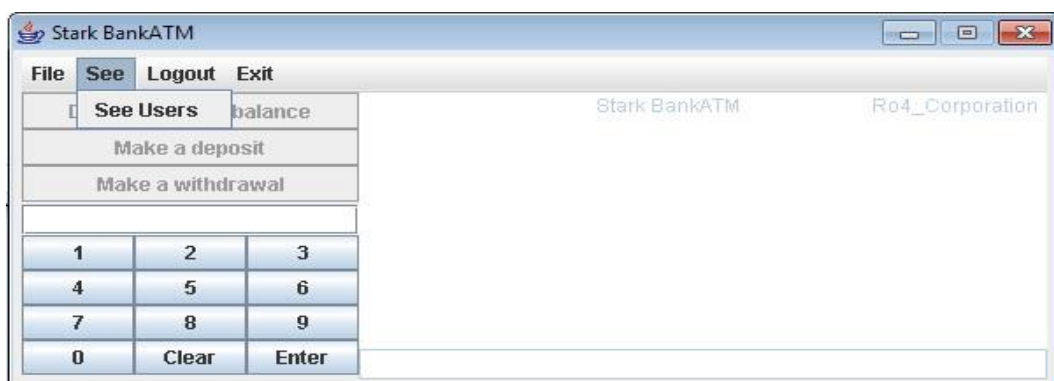 Stark BankATM
File See Logout Exit
See Users balance
Stark BankATM Ro4_Corporation
Make a deposit
Make a withdrawal
1 2 3
4 5 6
7 8 9
0 Clear Enter